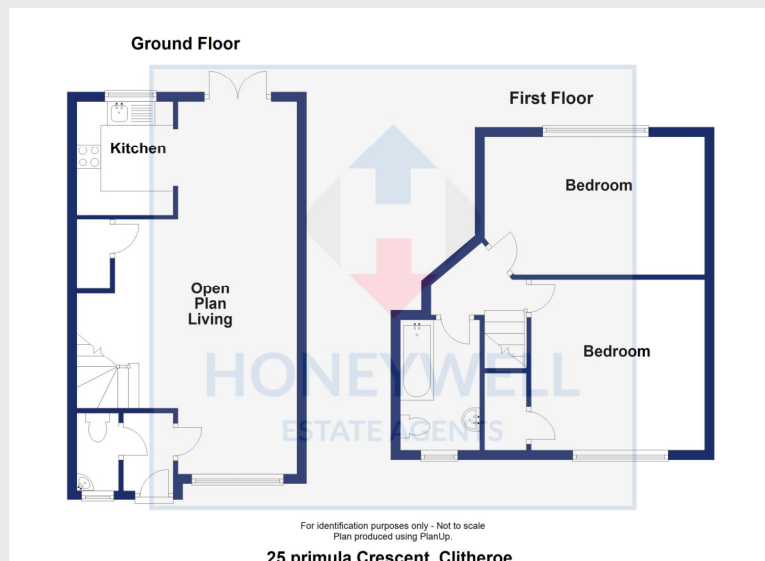 Ground Floor
First Floor
Kitchen
Bedroom
Open
Plan
Living
Bedroom
HONEYWELL
ESTATE AGENTS
For identification purposes only - Not to scale
Plan produced using PlanUp.
25 primula Crescent, Clitheroe